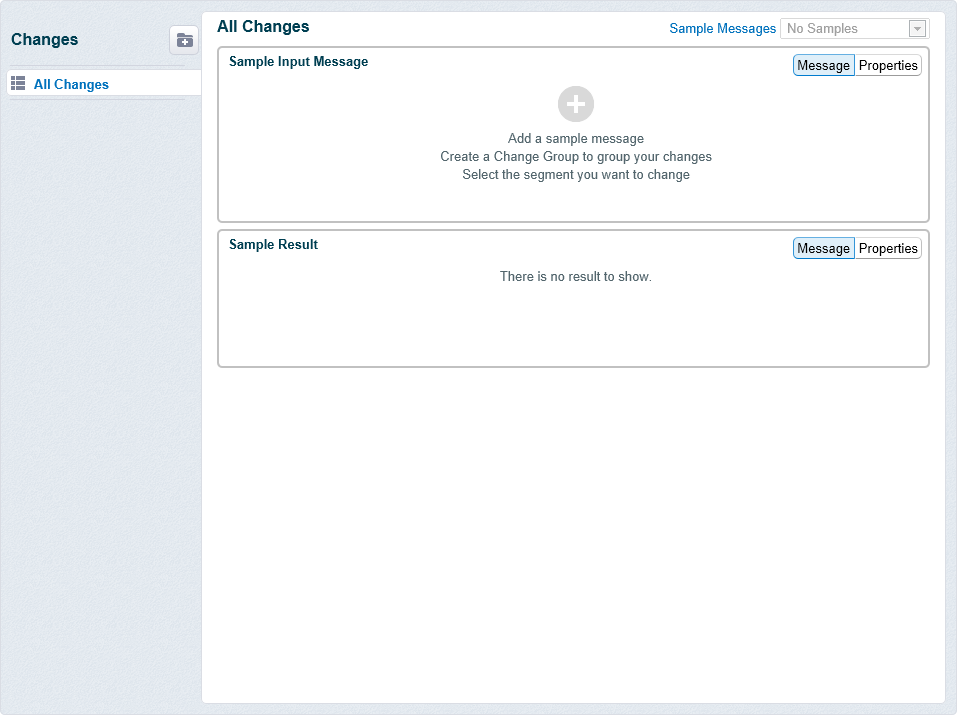 Changes
All Changes
All Changes
Sample Messages No Samples
Sample Input Message
Message Properties
Add a sample message
Create a Change Group to group your changes
Select the segment you want to change
Sample Result
Message Properties
There is no result to show.